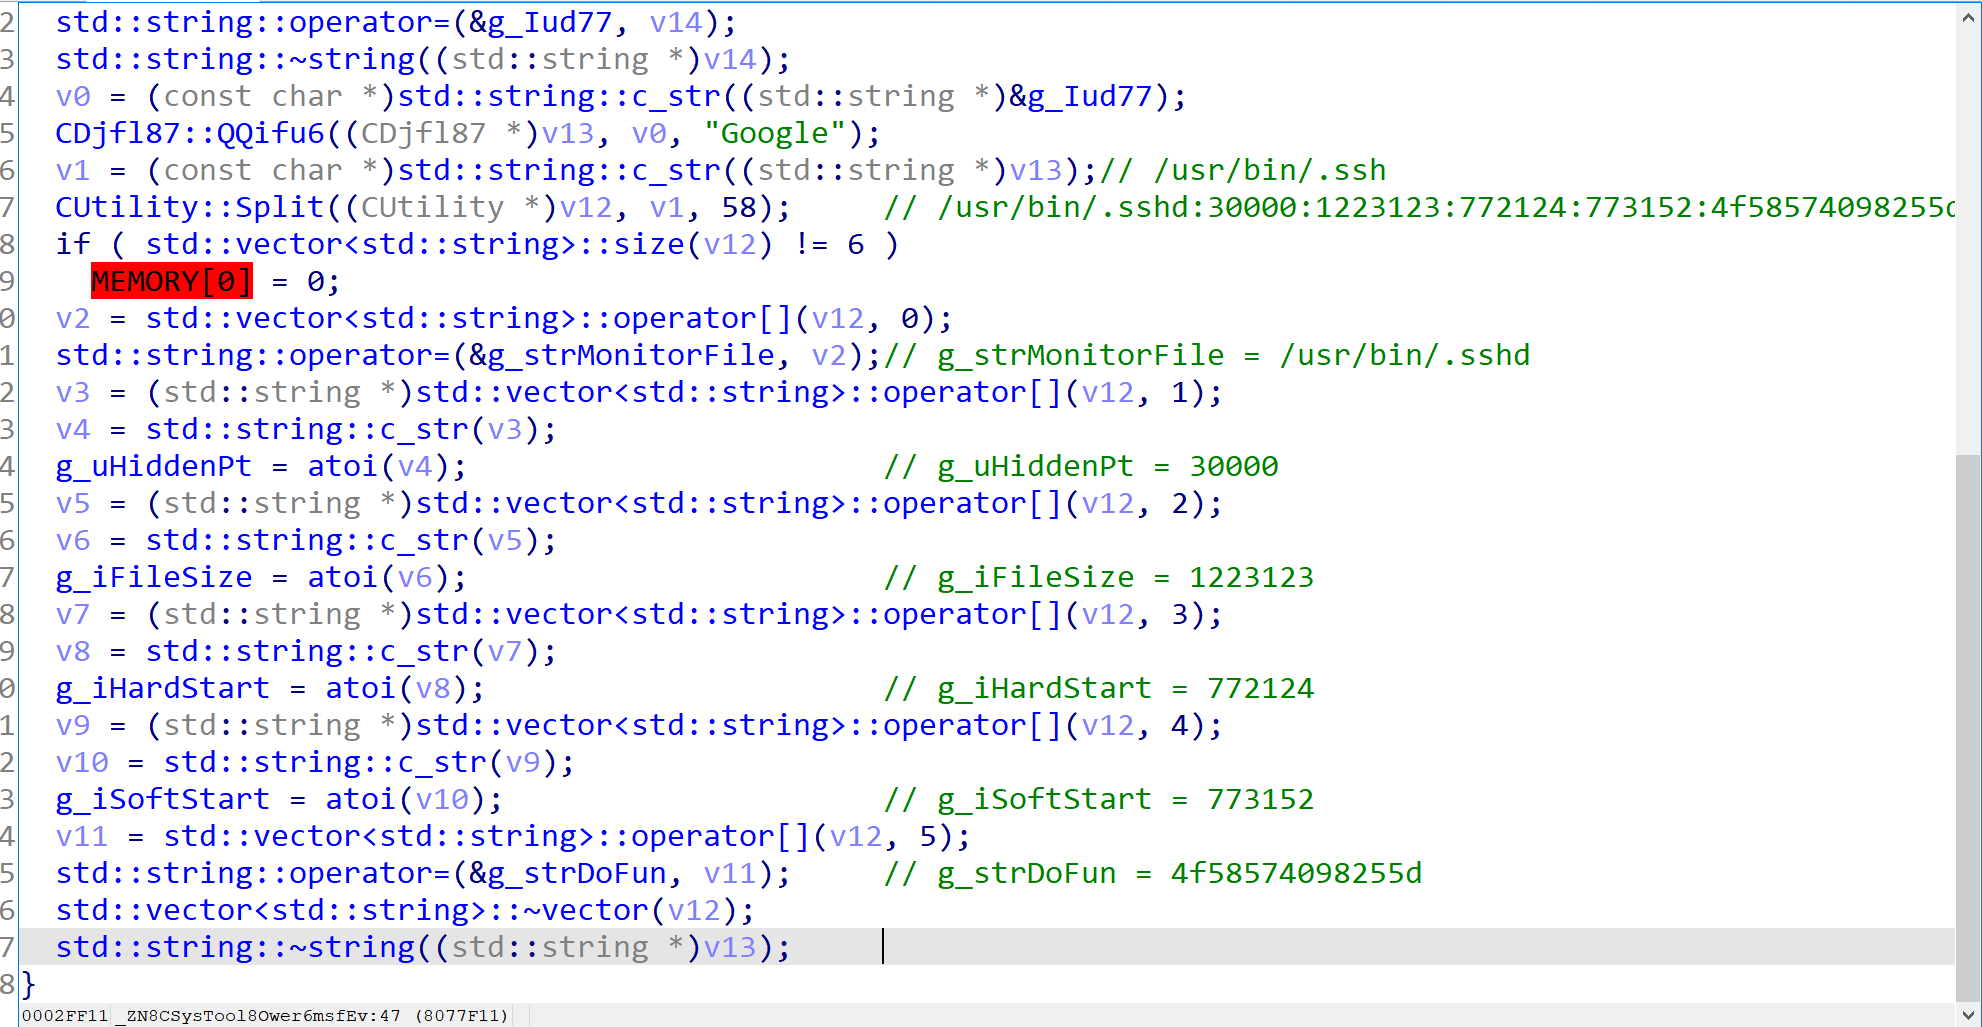 2 std::string::operator=(&g_Iud77, v14);
3 std::string::~string((std::string *)v14);
4 v0 = (const char *)std::string::c_str((std::string *)&g_Iud77);
5 CDjfl87::QQifu6((CDjfl87 *)v13, v0, "Google");
6 v1 = (const char *)std::string::c_str((std::string *)v13);// /usr/bin/.ssh
7 CUtility::Split((CUtility *)v12, v1, 58); // /usr/bin/.sshd:30000:1223123:772124:773152:4f58574098255d
8 if ( std::vector<std::string>::size(v12) != 6 )
9 MEMORY[0] = 0;
0 v2 = std::vector<std::string>::operator[](v12, 0);
1 std::string::operator=(&g_strMonitorFile, v2);// g_strMonitorFile = /usr/bin/.sshd
2 v3 = (std::string *)std::vector<std::string>::operator[](v12, 1);
3 v4 = std::string::c_str(v3);
4 g_uHiddenPt = atoi(v4); // g_uHiddenPt = 30000
5 v5 = (std::string *)std::vector<std::string>::operator[](v12, 2);
6 v6 = std::string::c_str(v5);
7 g_iFileSize = atoi(v6); // g_iFileSize = 1223123
8 v7 = (std::string *)std::vector<std::string>::operator[](v12, 3);
9 v8 = std::string::c_str(v7);
0 g_iHardStart = atoi(v8); // g_iHardStart = 772124
1 v9 = (std::string *)std::vector<std::string>::operator[](v12, 4);
2 v10 = std::string::c_str(v9);
3 g_iSoftStart = atoi(v10); // g_iSoftStart = 773152
4 v11 = std::vector<std::string>::operator[](v12, 5);
5 std::string::operator=(&g_strDoFun, v11); // g_strDoFun = 4f58574098255d
6 std::vector<std::string>::~vector(v12);
7 std::string::~string((std::string *)v13);
8 }
0002FF11 _ZN8CSysTool8Ower6msfEv:47 (8077F11)